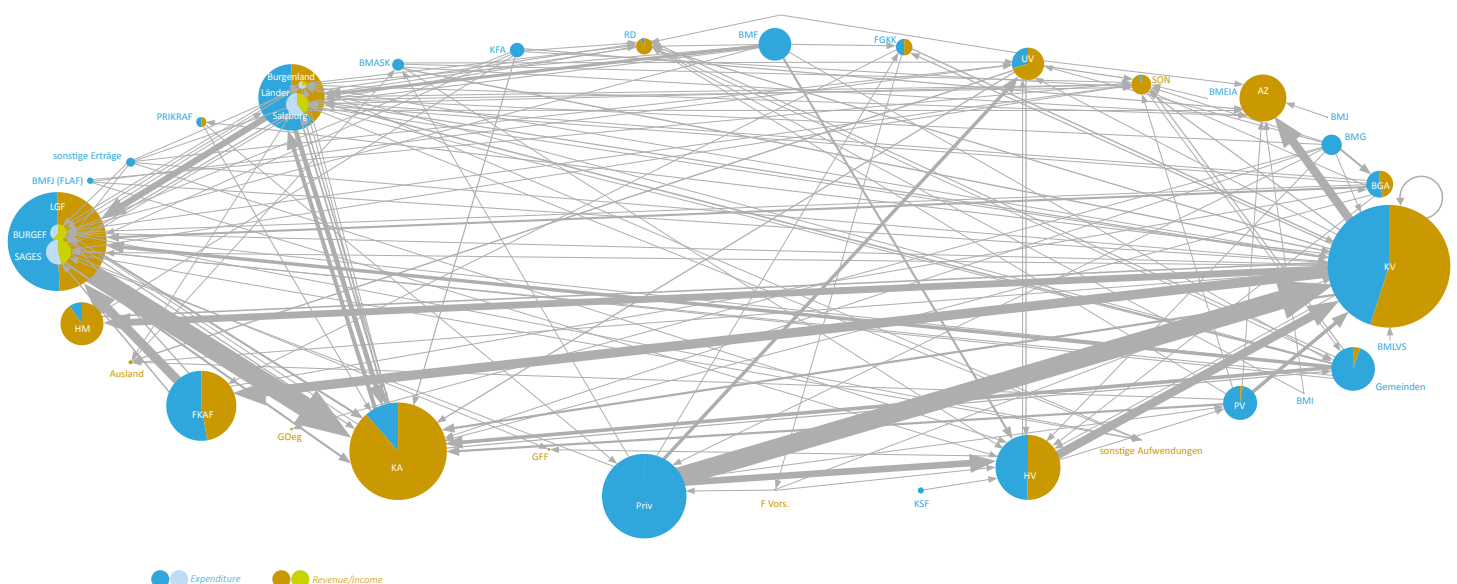 RD
BMF
FGKK
KFA
UV
BMASK
SON
Burgenland
Länder
Salzburg
BMEIA
AZ
PRIKRAF
BMJ
BMG
sonstige Erträge
BMFJ (FLAF)
BGA
LGF
BURGEF
SAGES
KV
HM
BMLVS
Ausland
Gemeinden
FKAF
BMI
PV
GOeg
GFF
sonstige Aufwendungen
KA
HV
Priv
F Vors.
KSF
Expenditure
Revenue/Income